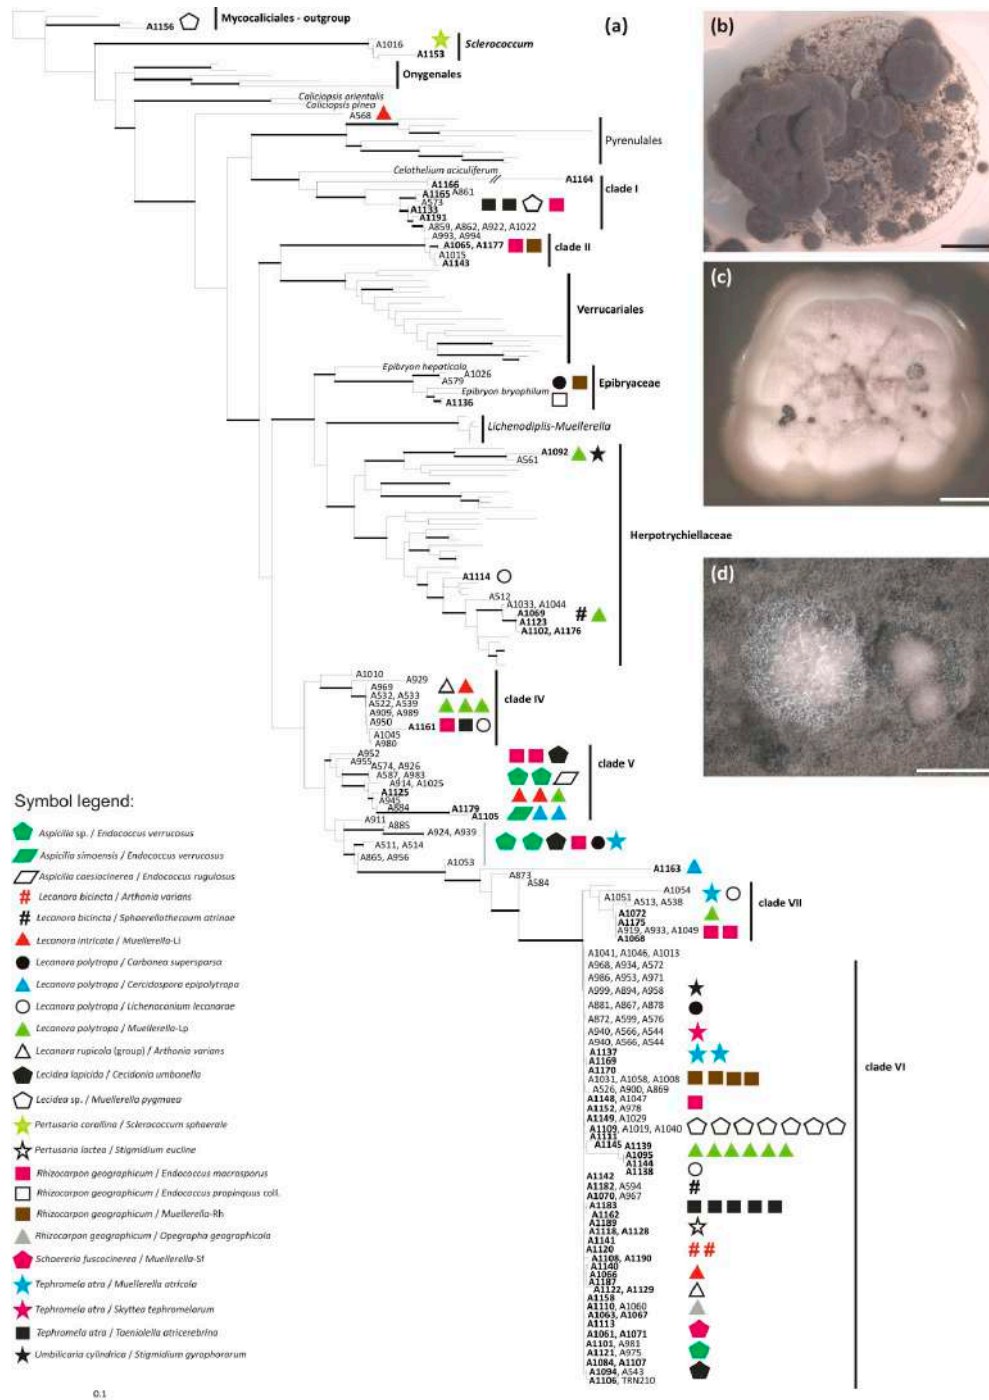 Mycocaliciales - outgroup
A1156
(a)
A1016
A1153
Sclerococcum
Onygenales
Caliciopsis orientalis
Caliciopsis pinea
A568
Pyrenulales
Celothelium aciculiferum
A1164
A1166
clade I
A1165 A861
A573
A1133
A1191
A859, A862, A922, A1022
A993, A994
A1065, A1177
clade II
A1015
A1143
Verrucariales
Epibryon hepaticola
A1026
A579
Epibryon bryophilum
Epibryaceae
A1136
Lichenodiplis-Muellerella
A1092
A561
Herpotrychiellaceae
A1114
A512
A1033, A1044
A1069
A1123
A1102, A1176
A1010
A929
A969
A532, A533
A522, A539
clade IV
A909, A989
A950
A1161
A1045
A980
A952
A955
A574, A926
A587, A983
clade V
A914, A1025
A1125
A945
A884
A1179
A1105
A911
A885
A924, A939
A511, A514
A865, A956
A1053
A1163
A873
A584
A1054
A1051
A513, A538
clade VII
A1072
A1175
A919, A933, A1049
A1068
A1041, A1046, A1013
A968, A934, A572
A986, A953, A971
A999, A894, A958
A881, A867, A878
A872, A599, A576
A940, A566, A544
A940, A566, A544
A1137
A1169
A1170
clade VI
A1031, A1058, A1008
A526, A900, A869
A1148, A1047
A1152, A978
A1149, A1029
A1109, A1019, A1040
A1111
A1145 A1139
A1095
A1144
A1138
A1142
A1182, A594
A1070, A967
A1183
A1162
A1189
A1118, A1128
A1141
A1120
A1108, A1190
A1140
A1066
A1187
A1122, A1129
A1158
A1110, A1060
A1063, A1067
A1113
A1061, A1071
A1101, A981
A1121, A975
A1084, A1107
A1094, A543
A1106, TRN210
Symbol legend:
Aspicilia sp. / Endococcus verrucosus
Aspicilia simoensis / Endococcus verrucosus
Aspicilia caesiocinerea / Endococcus rugulosus
Lecanora bicincta / Arthonia varians
Lecanora bicincta / Sphaerellothecium atrinae
Lecanora intricata / Muellerella-Li
Lecanora polytropa / Carbonea supersparsa
Lecanora polytropa / Cercidospora epipolytropa
Lecanora polytropa / Lichenoconium lecanorae
Lecanora polytropa / Muellerella-Lp
Lecanora rupicola (group) / Arthonia varians
Lecidea lapicida / Cecidonia umbonella
Lecidea sp. / Muellerella pygmaea
Pertusaria corallina / Sclerococcum sphaerale
Pertusaria lactea / Stigmidium eucline
Rhizocarpon geographicum / Endococcus macrosporus
Rhizocarpon geographicum / Endococcus propinquus coll.
Rhizocarpon geographicum / Muellerella-Rh
Rhizocarpon geographicum / Opegrapha geographicola
Schaereria fuscocinerea / Muellerella-Sf
Tephromela atra / Muellerella atricola
Tephromela atra / Skyttea tephromelarum
Tephromela atra / Taeniolella atricerebrina
Umbilicaria cylindrica / Stigmidium gyrophorarum
0.1
(b)
(c)
(d)